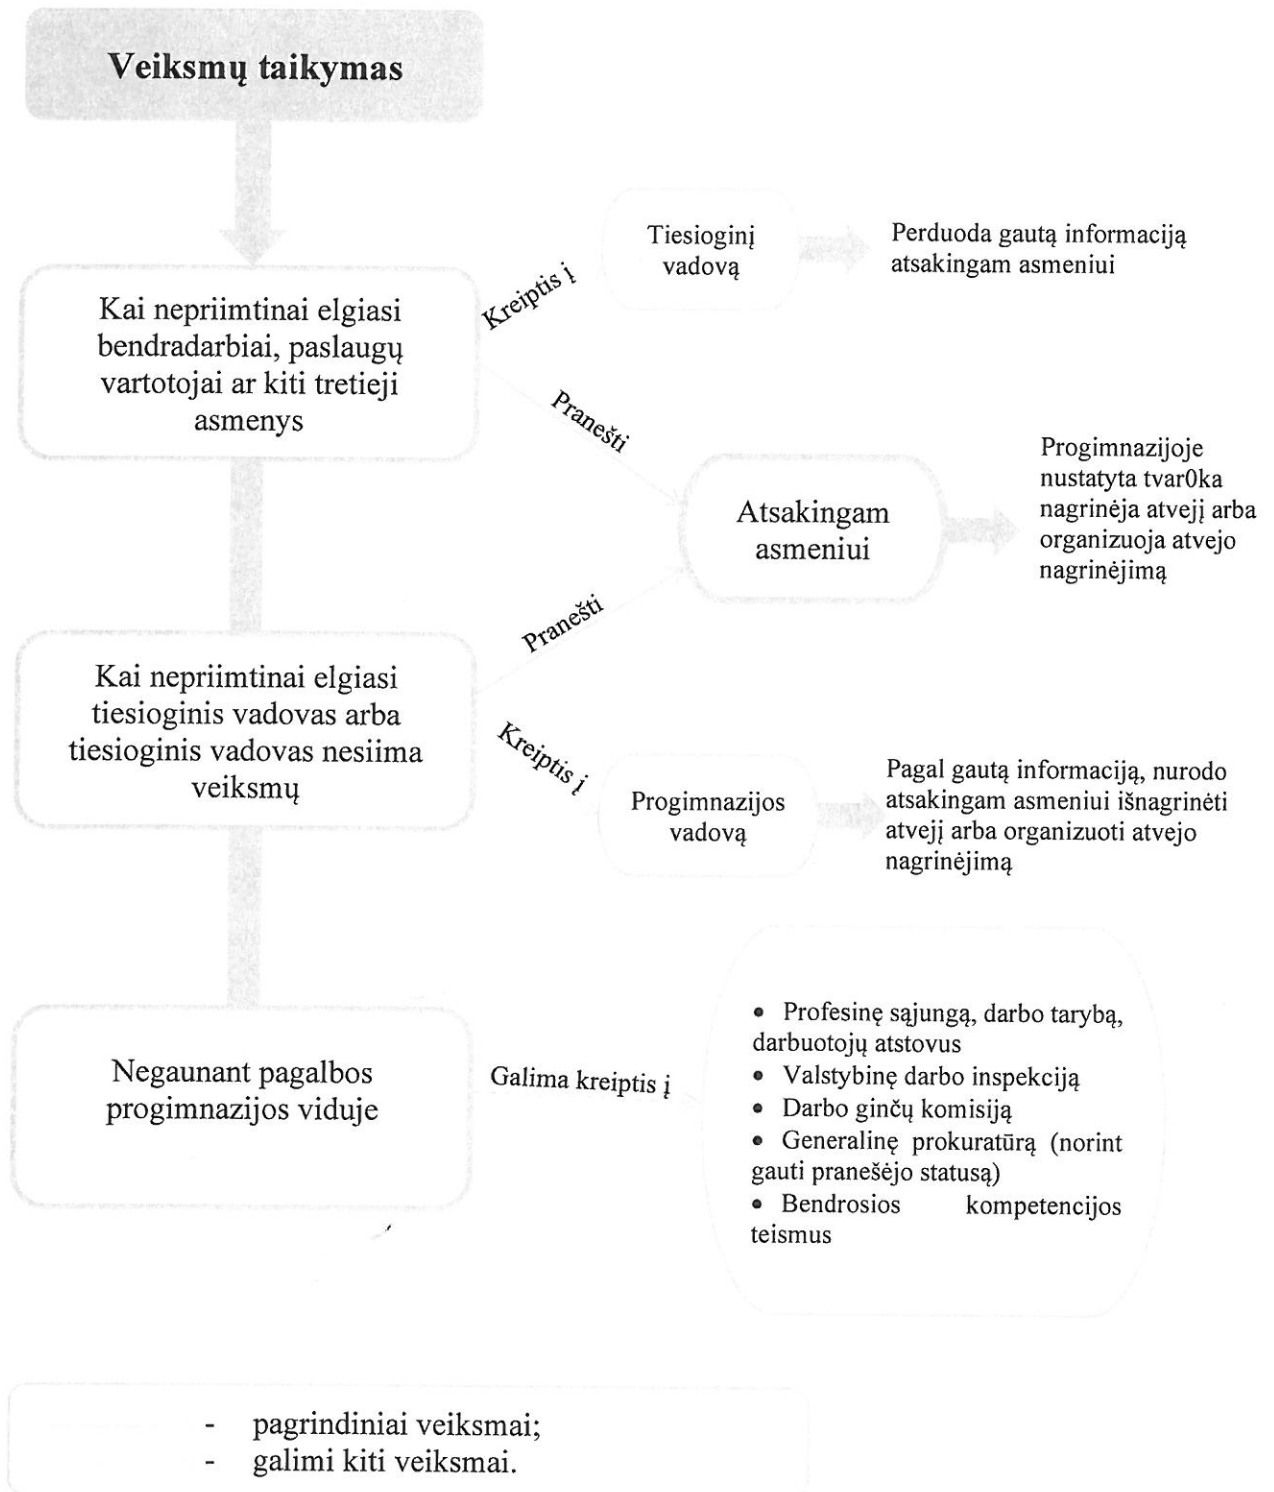 Veiksmų taikymas
Kai nepriimtinai elgiasi
bendradarbiai, paslaugų
vartotojai ar kiti tretieji
asmenys
Kreiptis į
Tiesioginį
vadovą
Perduoda gautą informaciją
atsakingam asmeniui
Pranešti
Atsakingam
asmeniui
Progimnazijoje
nustatyta tvar0ka
nagrinėja atvejį arba
organizuoja atvejo
nagrinėjimą
Pranešti
Kai nepriimtinai elgiasi
tiesioginis vadovas arba
tiesioginis vadovas nesiima
veiksmų
Kreiptis į
Progimnazijos
vadovą
Pagal gautą informaciją, nurodo
atsakingam asmeniui išnagrinėti
atvejį arba organizuoti atvejo
nagrinėjimą
Negaunant pagalbos
progimnazijos viduje
Galima kreiptis į
• Profesinę sąjungą, darbo tarybą,
darbuotojų atstovus
• Valstybinę darbo inspekciją
• Darbo ginčų komisiją
• Generalinę prokuratūrą (norint
gauti pranešėjo statusą)
• Bendrosios kompetencijos
teismus
- pagrindiniai veiksmai;
- galimi kiti veiksmai.